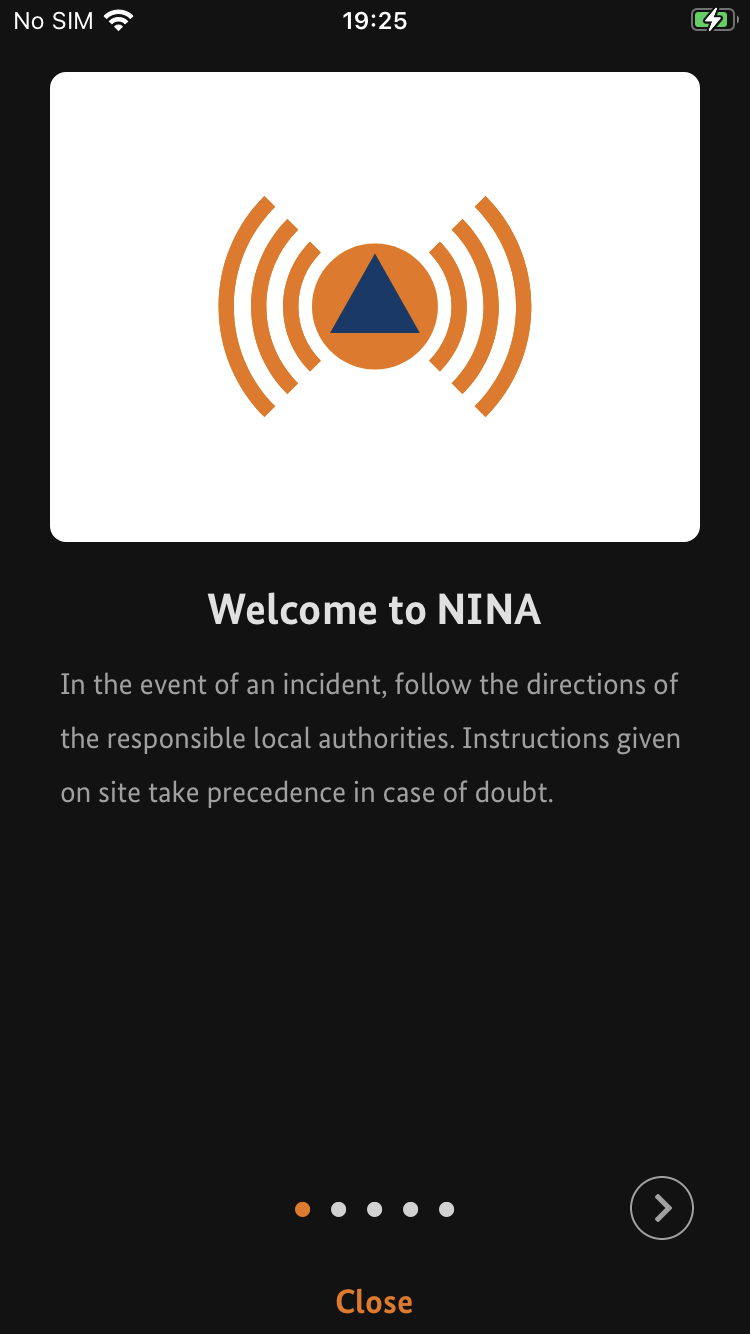 No SIM 19:25
Welcome to NINA
In the event of an incident, follow the directions of
the responsible local authorities. Instructions given
on site take precedence in case of doubt.
Close